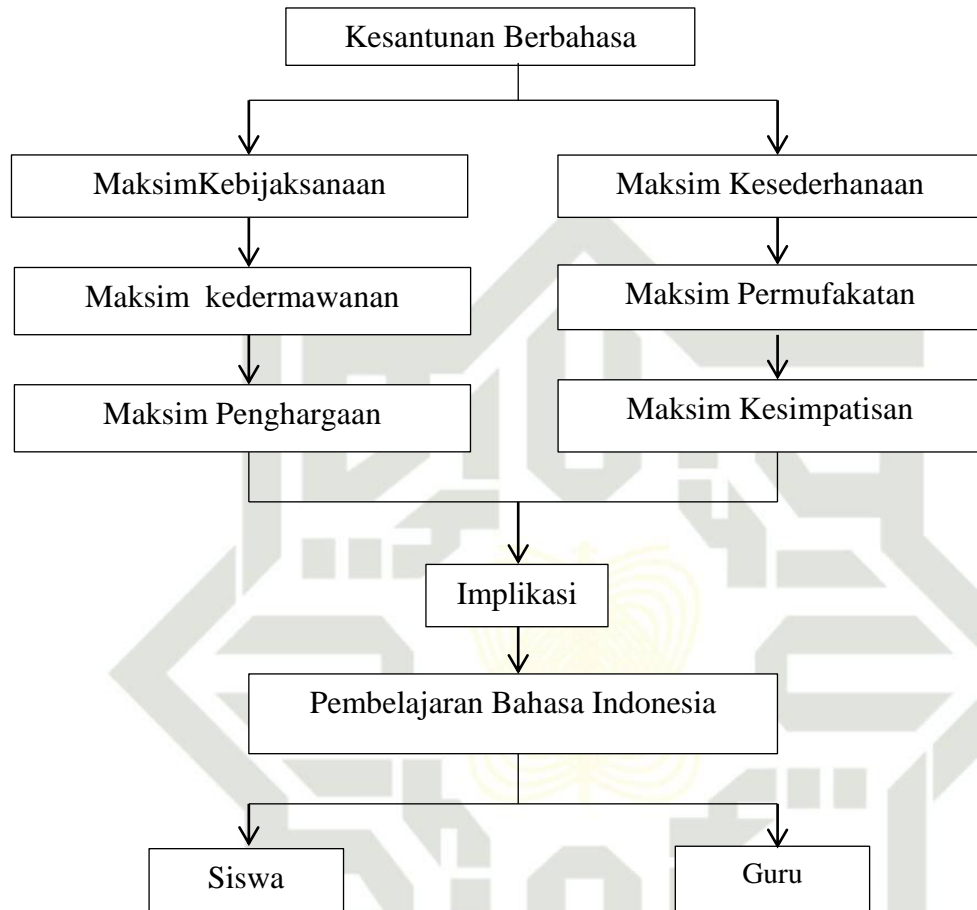 Kesantunan Berbahasa
MaksimKebijaksanaan
Maksim Kesederhanaan
Maksim kedermawanan
Maksim Permufakatan
Maksim Penghargaan
Maksim Kesimpatisan
Implikasi
Pembelajaran Bahasa Indonesia
Siswa
Guru